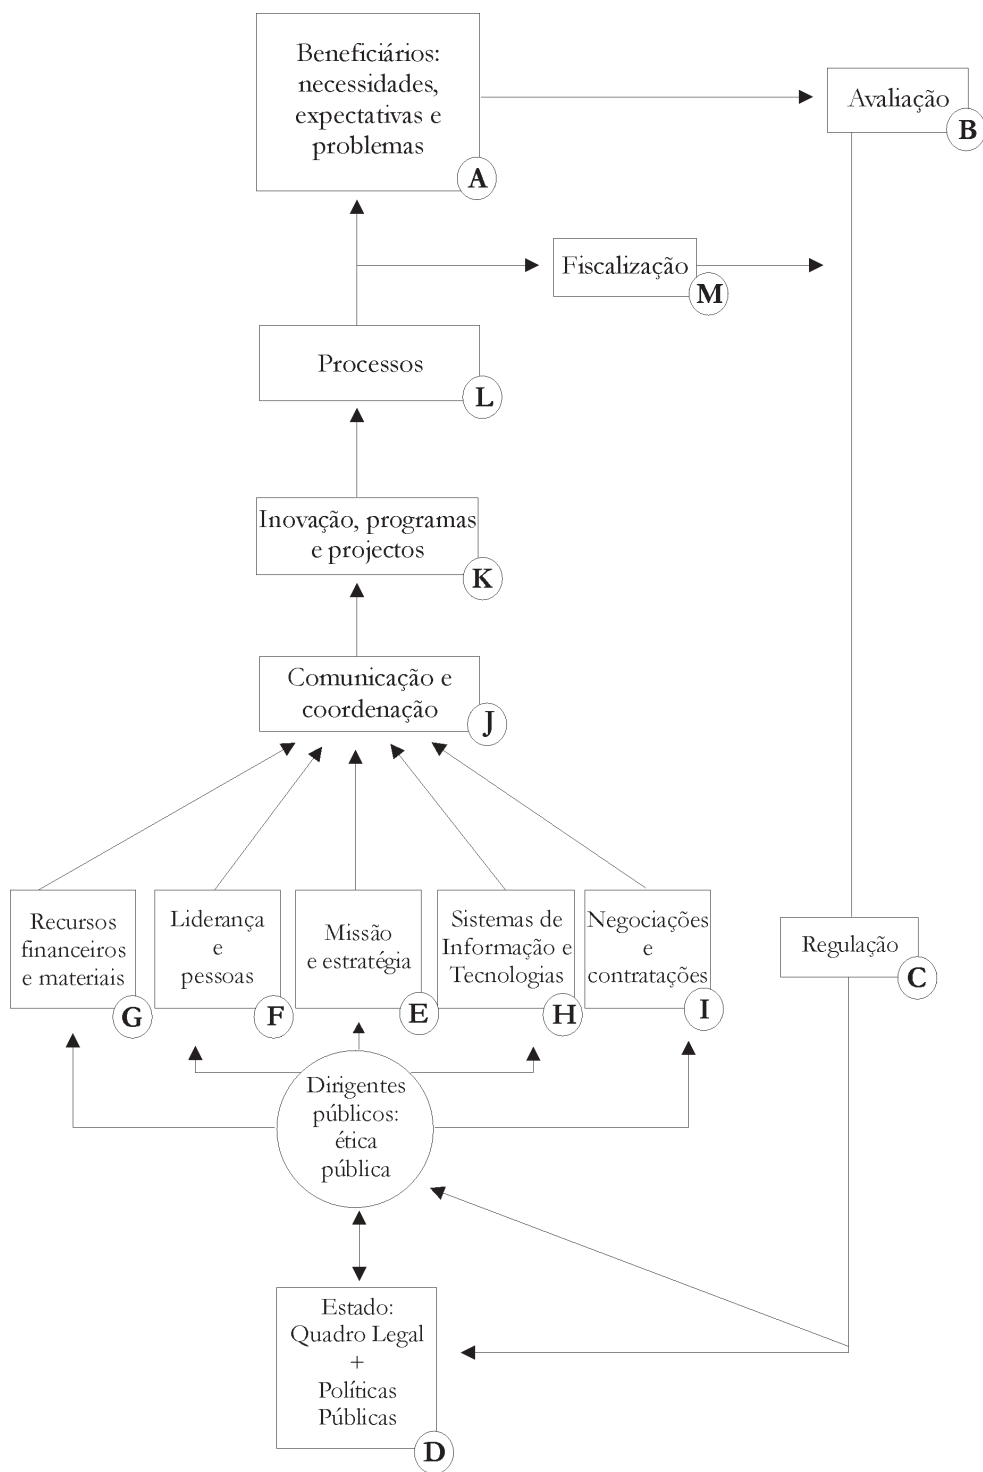 Beneficiários:
necessidades,
expectativas e
problemas
A
Avaliação
B
Fiscalização
M
Processos
L
Inovação, programas
e projectos
K
Comunicação e
coordenação
J
Recursos
financeiros
e materiais
G
Liderança
e
pessoas
F
Missão
e estratégia
E
Sistemas de
Informação e
Tecnologias
H
Negociações
e
contratações
I
Regulação
C
Dirigentes
públicos:
ética
pública
Estado:
Quadro Legal
+
Políticas
Públicas
D